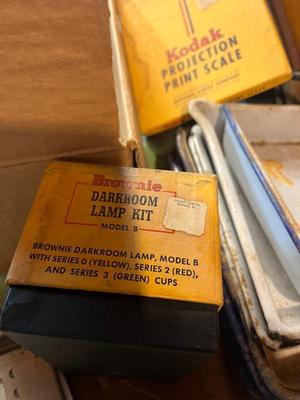 Kodak
PROJECTION
PRINT SCALE
Brownie
DARKROOM
LAMP KIT
MODEL B
BROWNIE DARKROOM LAMP, MODEL B
WITH SERIES 0 (YELLOW), SERIES 2 (RED),
AND SERIES 3 (GREEN) CUPS